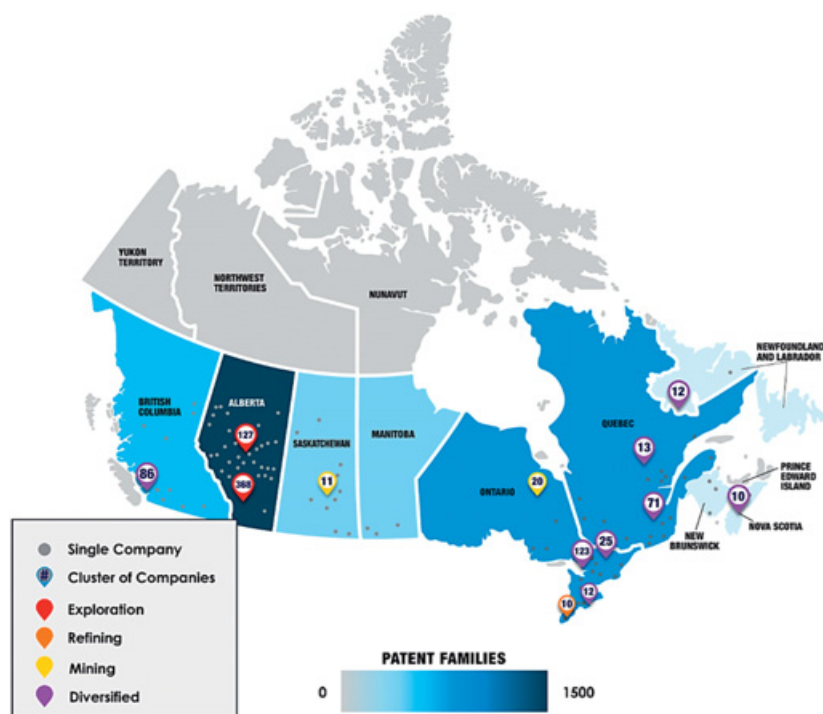 YUKON
TERRITORY
NORTHWEST
TERRITORIES
NUNAVUT
NEWFOUNDLAND
AND LABRADOR
BRITISH
COLUMBIA
ALBERTA
SASKATCHEWAN
MANITOBA
ONTARIO
QUEBEC
PRINCE
EDWARD
ISLAND
NOVA SCOTIA
NEW
BRUNSWICK
127
368
86
11
20
12
13
71
10
25
123
12
10
Single Company
# Cluster of Companies
Exploration
Refining
Mining
Diversified
PATENT FAMILIES
0 1500